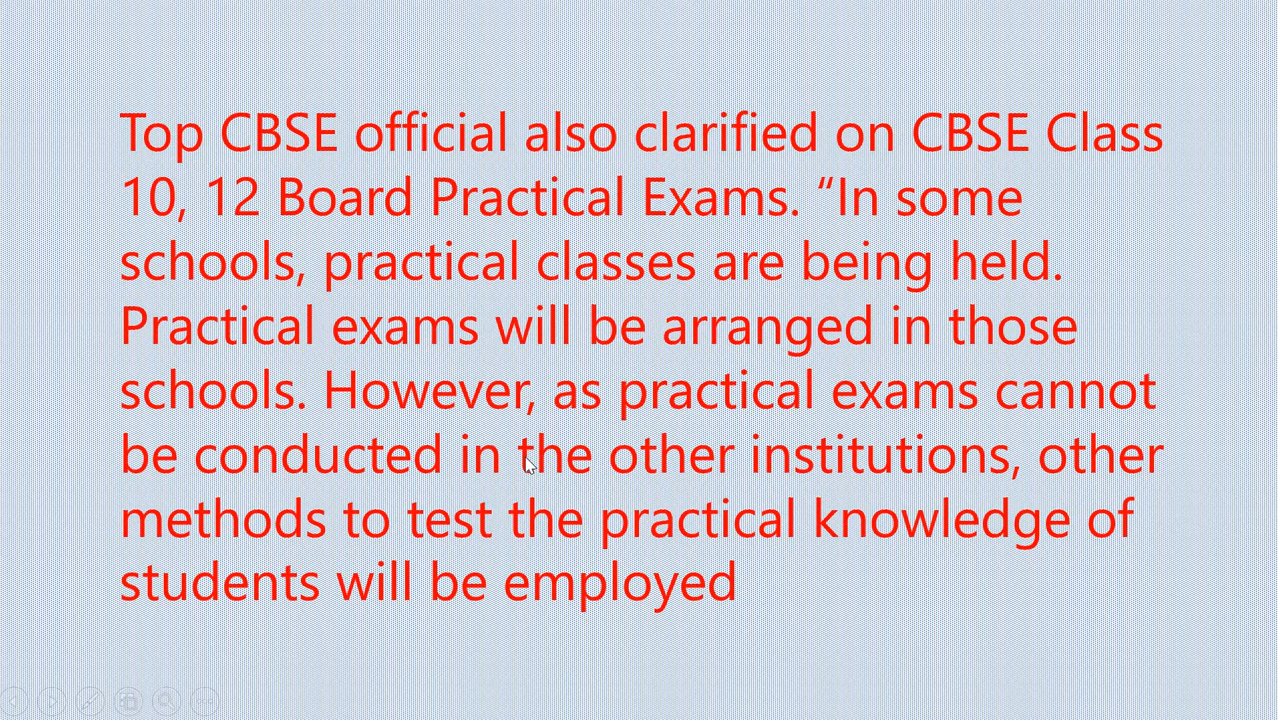 Top CBSE official also clarified on CBSE Class
10, 12 Board Practical Exams. “In some
schools, practical classes are being held.
Practical exams will be arranged in those
schools. However, as practical exams cannot
be conducted in the other institutions, other
methods to test the practical knowledge of
students will be employed